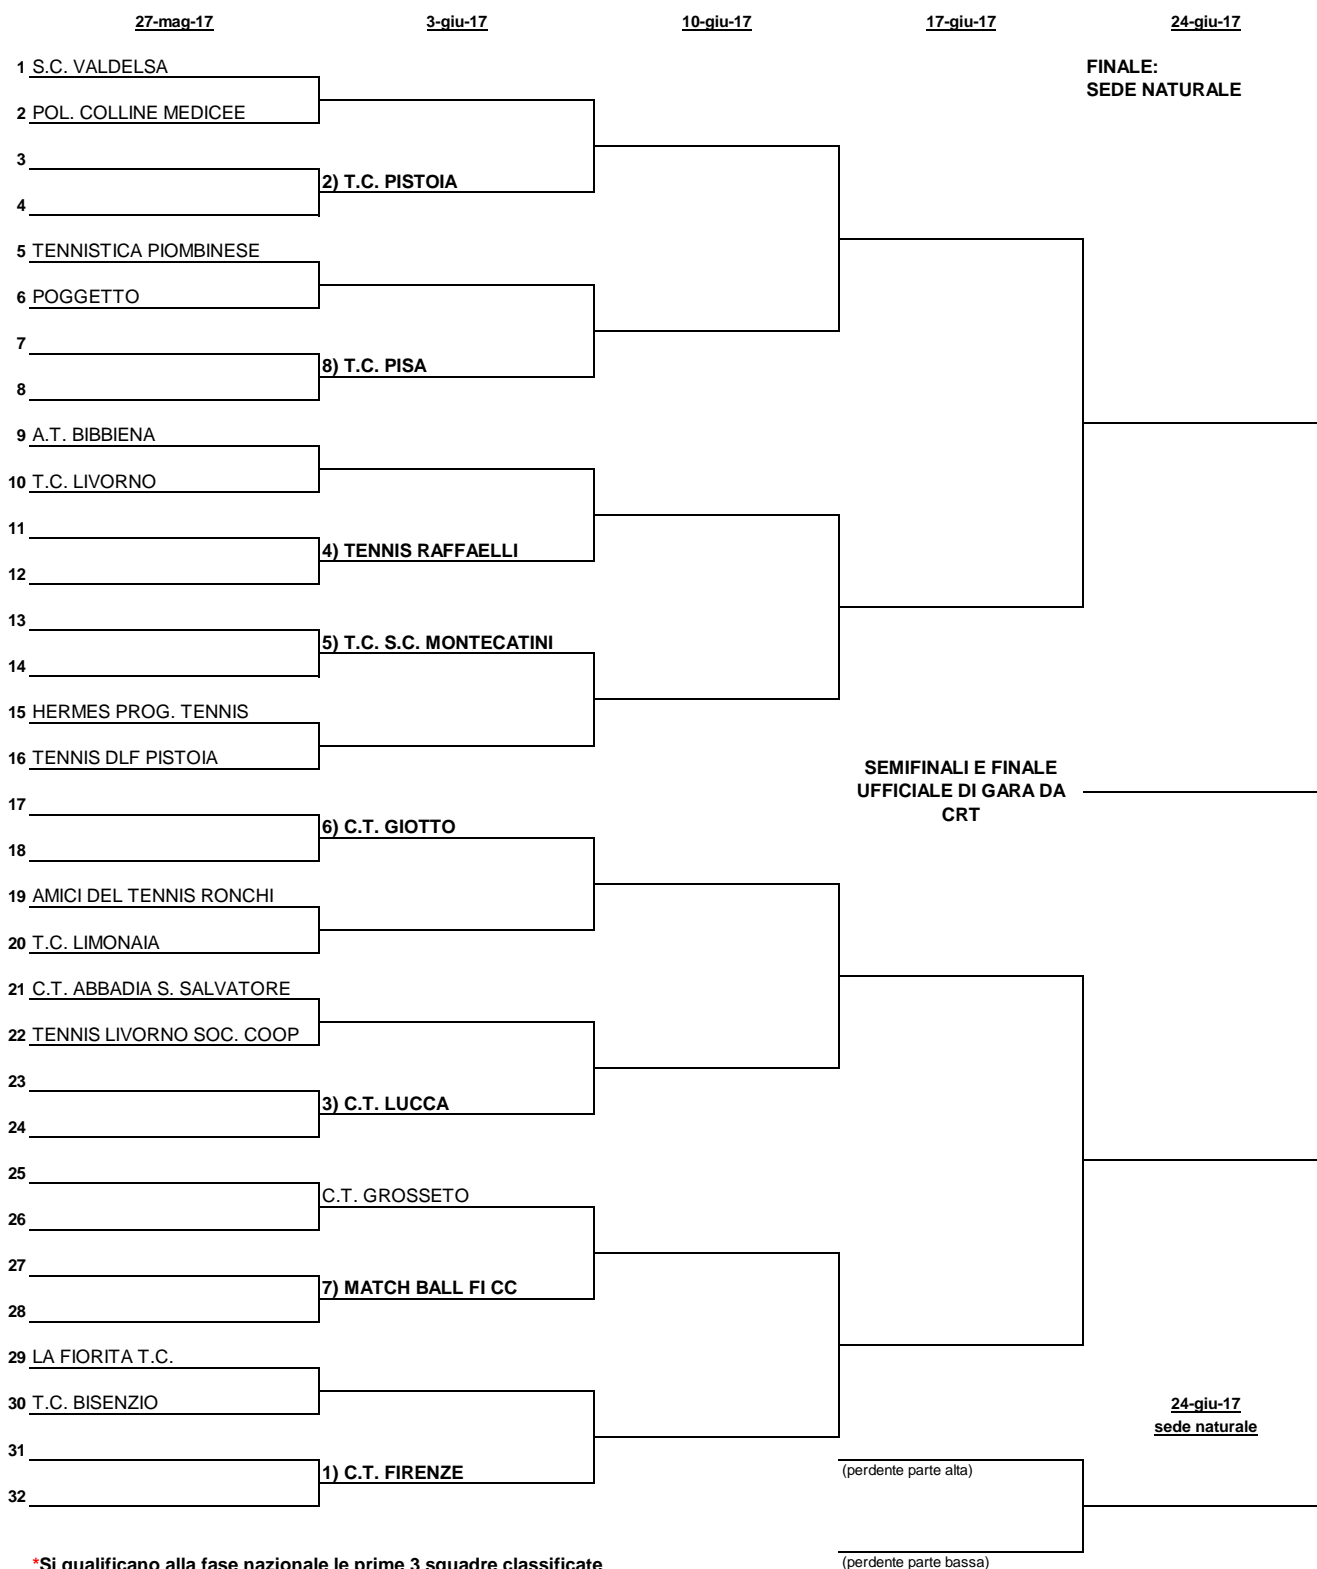 27-mag-17 3-giu-17 10-giu-17 17-giu-17 24-giu-17
1 S.C. VALDELSA
FINALE:
SEDE NATURALE
2 POL. COLLINE MEDICEE
3
2) T.C. PISTOIA
4
5 TENNISTICA PIOMBINESE
6 POGGETTO
7
8) T.C. PISA
8
9 A.T. BIBBIENA
10 T.C. LIVORNO
11
4) TENNIS RAFFAELLI
12
13
5) T.C. S.C. MONTECATINI
14
15 HERMES PROG. TENNIS
16 TENNIS DLF PISTOIA
SEMIFINALI E FINALE
UFFICIALE DI GARA DA
CRT
17
6) C.T. GIOTTO
18
19 AMICI DEL TENNIS RONCHI
20 T.C. LIMONAIA
21 C.T. ABBADIA S. SALVATORE
22 TENNIS LIVORNO SOC. COOP
23
3) C.T. LUCCA
24
25
C.T. GROSSETO
26
27
7) MATCH BALL FI CC
28
29 LA FIORITA T.C.
30 T.C. BISENZIO
24-giu-17
sede naturale
31
1) C.T. FIRENZE
(perdente parte alta)
32
*Si qualificano alla fase nazionale le prime 3 squadre classificate
(perdente parte bassa)